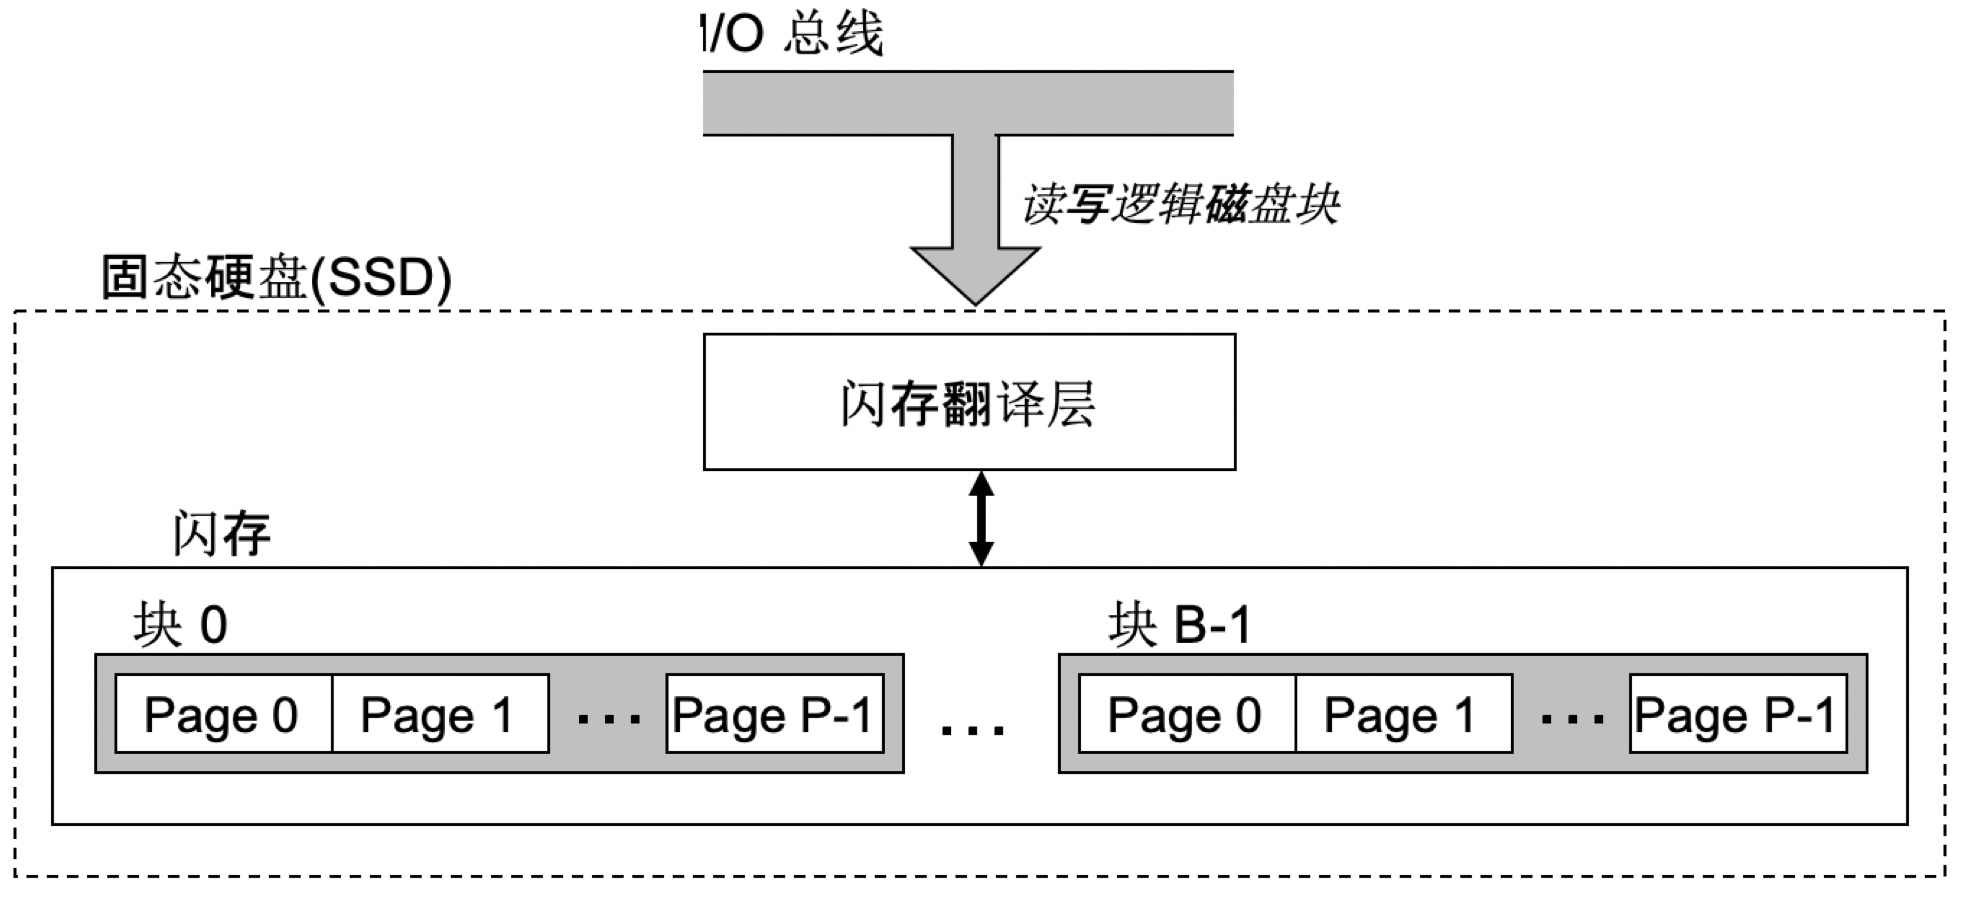 I/O 总线
读写逻辑磁盘块
固态硬盘(SSD)
闪存翻译层
闪存
块 0
块 B-1
Page 0 Page 1 ... Page P-1 ... Page 0 Page 1 ... Page P-1